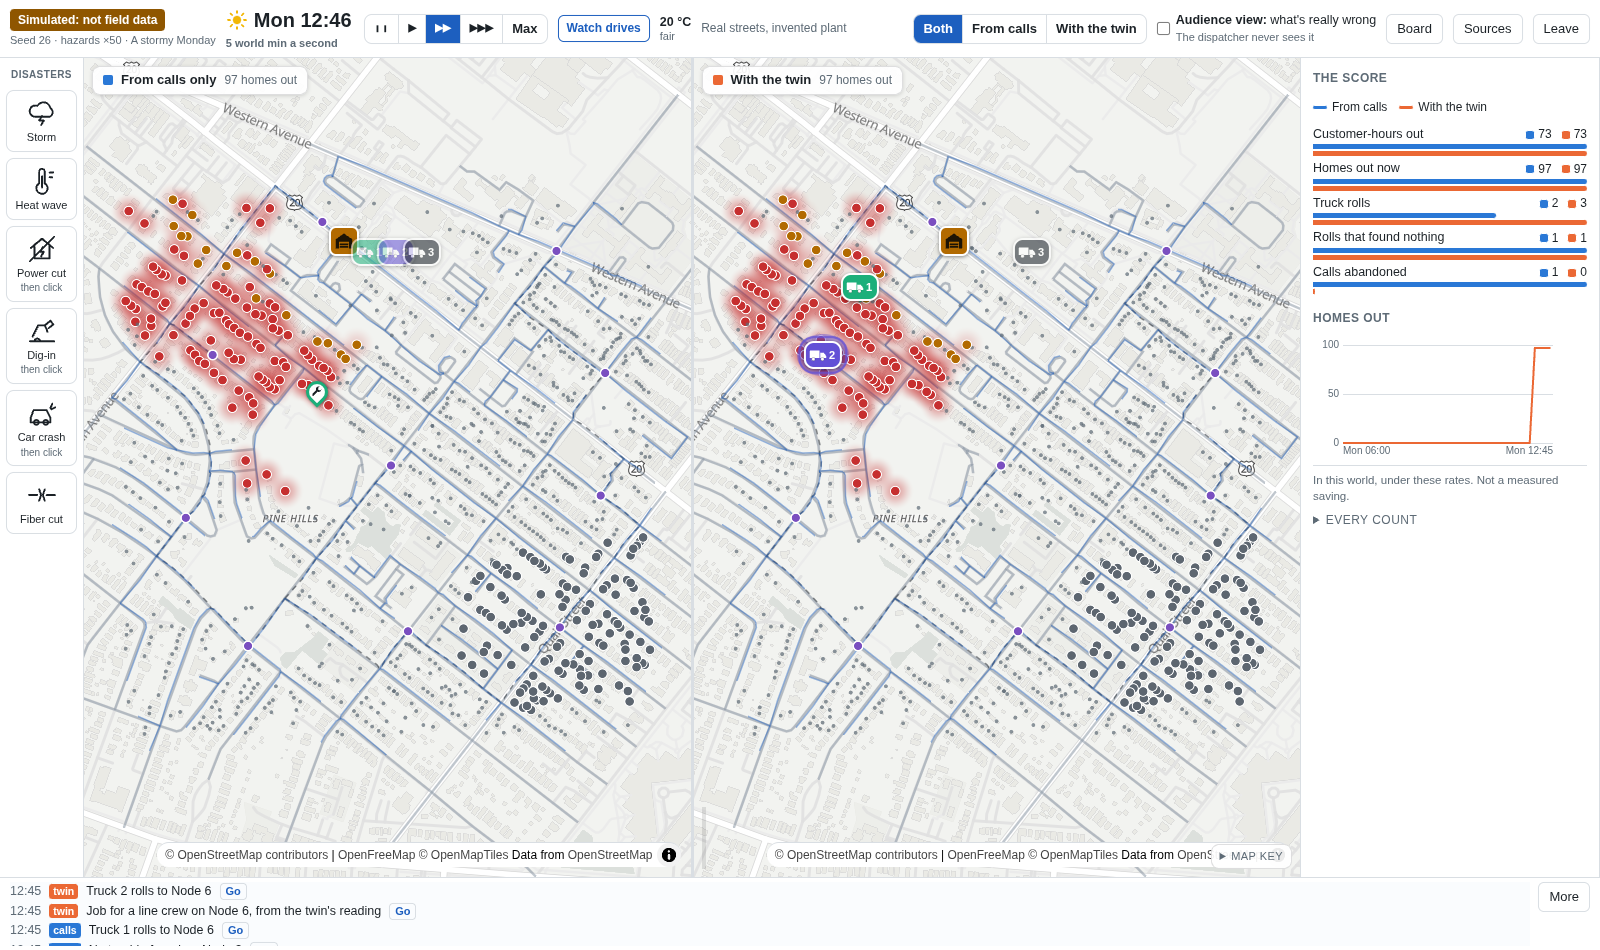 Simulated: not field data
Seed 26 · hazards ×50 · A stormy Monday
Mon 12:46
5 world min a second
Max
Watch drives
20 °C
fair
Real streets, invented plant
Both
From calls
With the twin
Audience view: what's really wrong
The dispatcher never sees it
Board
Sources
Leave
DISASTERS
Storm
Heat wave
Power cut
then click
Dig-in
then click
Car crash
then click
Fiber cut
From calls only 97 homes out
Western Avenue
20
3
Western Avenue
Avenue
20
PINE HILLS
© OpenStreetMap contributors | OpenFreeMap © OpenMapTiles Data from OpenStreetMap
With the twin 97 homes out
Western Avenue
20
3
1
2
Western Avenue
Avenue
20
PINE HILLS
© OpenStreetMap contributors | OpenFreeMap © OpenMapTiles Data from OpenS
MAP KEY
THE SCORE
From calls With the twin
Customer-hours out 73 73
Homes out now 97 97
Truck rolls 2 3
Rolls that found nothing 1 1
Calls abandoned 1 0
HOMES OUT
100
50
0
Mon 06:00 Mon 12:45
In this world, under these rates. Not a measured
saving.
EVERY COUNT
12:45 twin Truck 2 rolls to Node 6 Go
12:45 twin Job for a line crew on Node 6, from the twin's reading Go
12:45 calls Truck 1 rolls to Node 6 Go
More